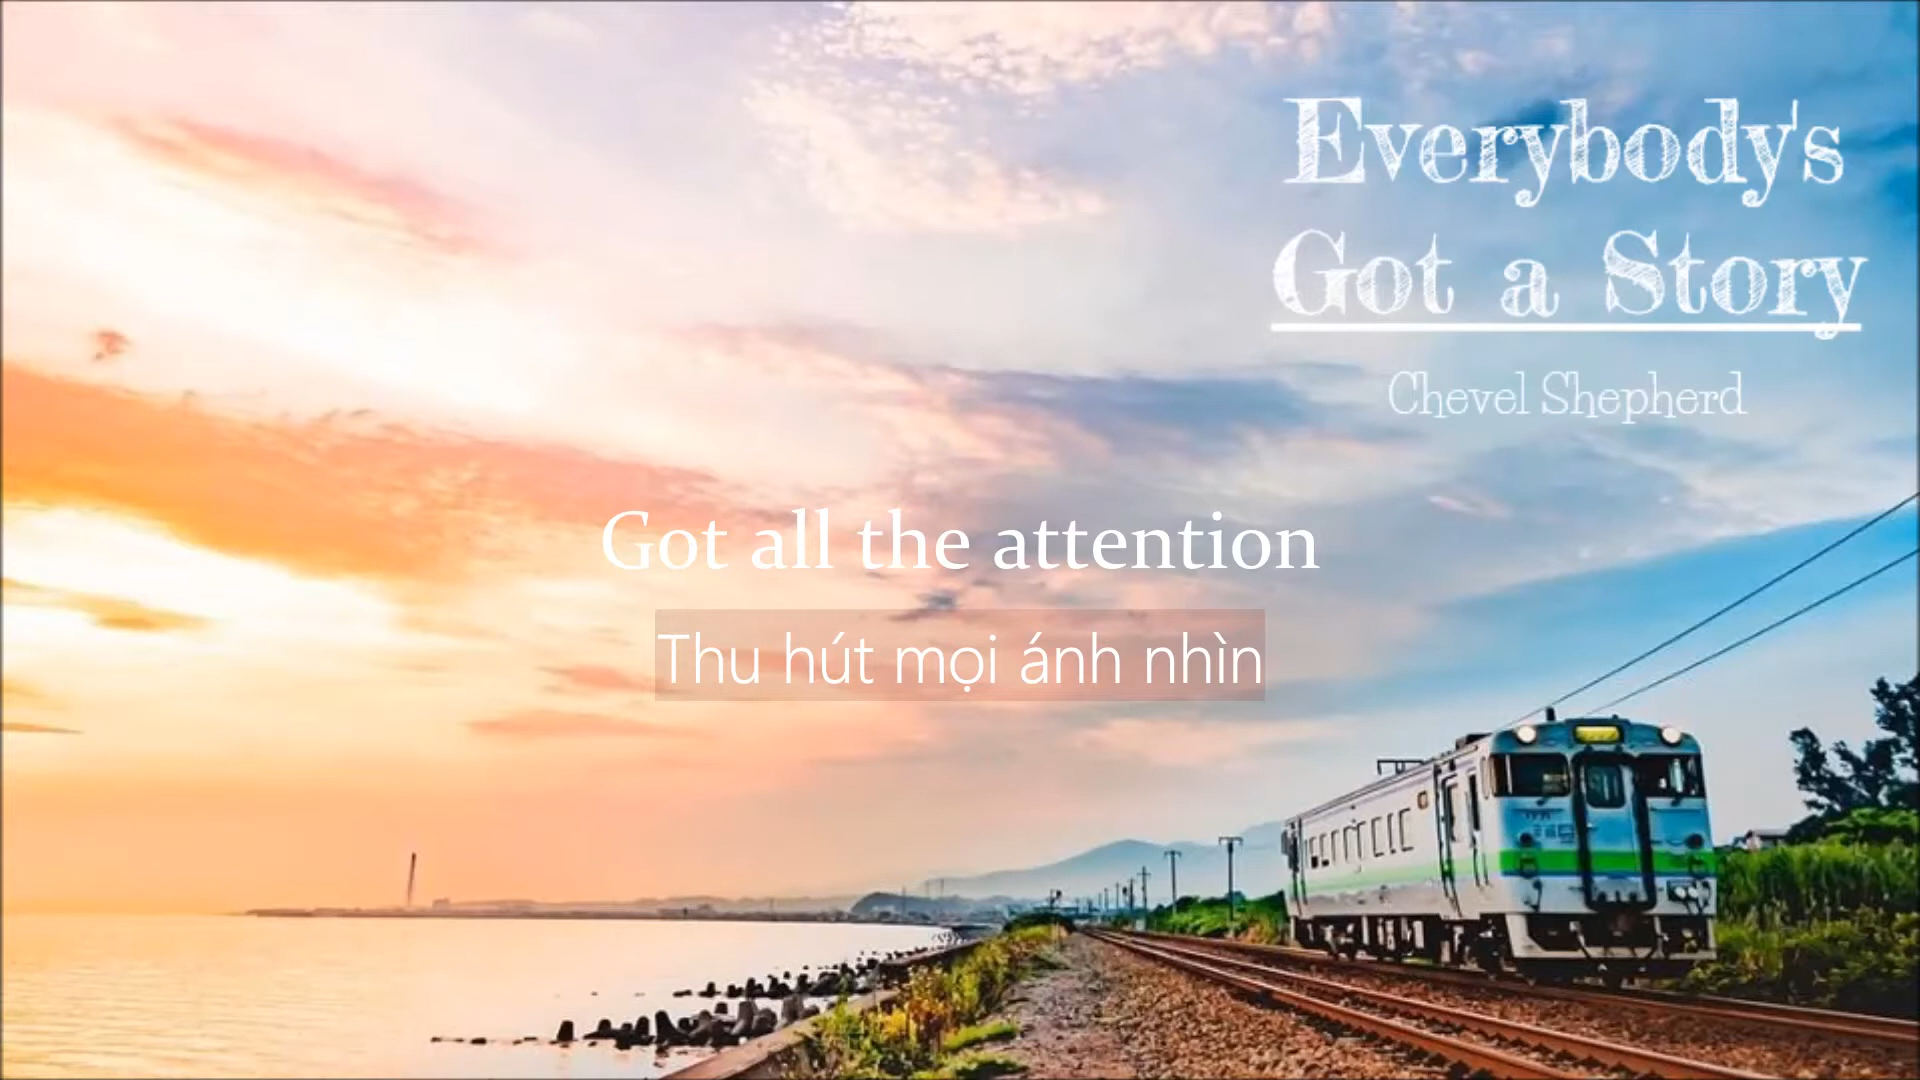 Everybody's
Got a Story
Chevel Shepherd
Got all the attention
Thu hút mọi ánh nhìn